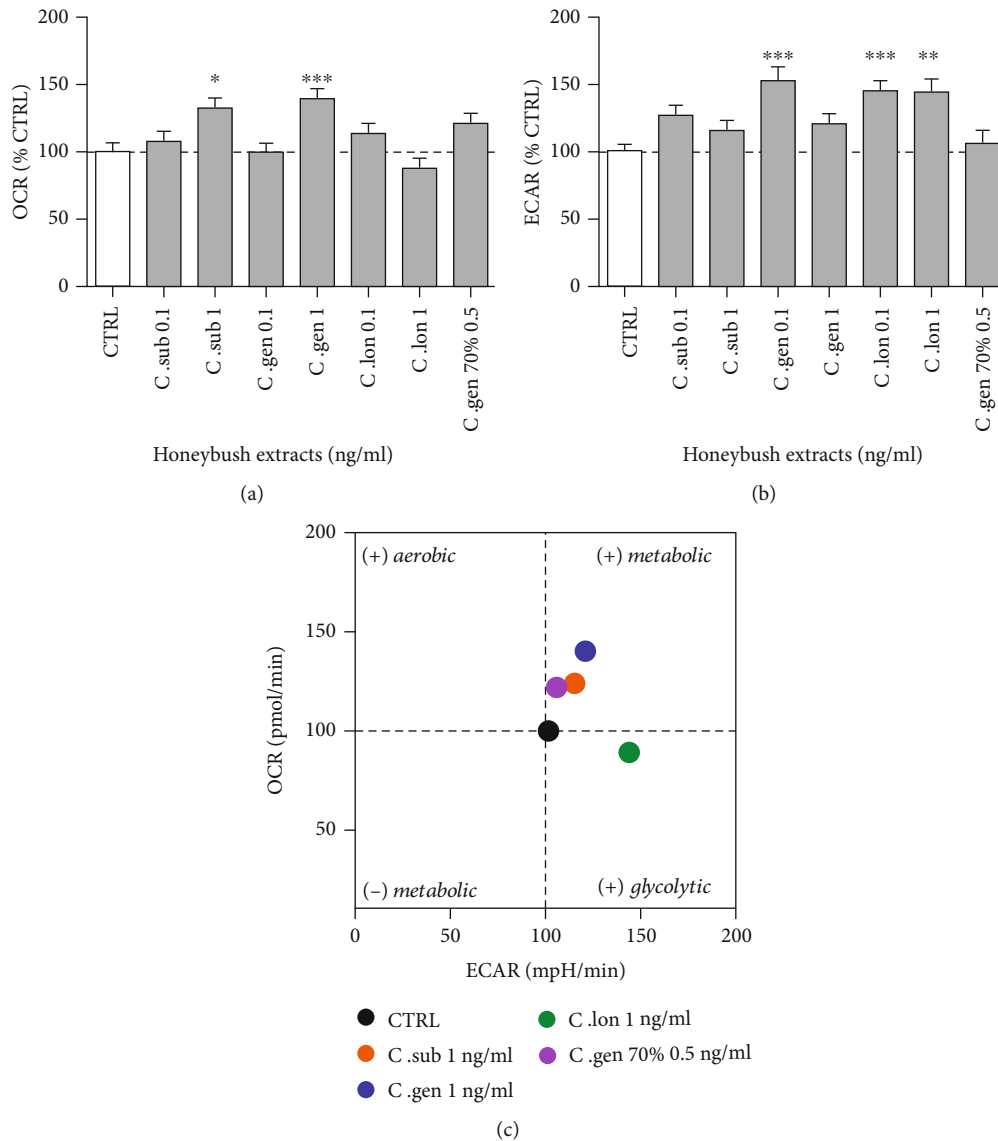 200
150
100
50
0
OCR (% CTRL)
*
***
CTRL
C .sub 0.1
C .sub 1
C .gen 0.1
C .gen 1
C .lon 0.1
C .lon 1
C .gen 70% 0.5
Honeybush extracts (ng/ml)
(a)
200
150
100
50
0
ECAR (% CTRL)
***
***
**
CTRL
C .sub 0.1
C .sub 1
C .gen 0.1
C .gen 1
C .lon 0.1
C .lon 1
C .gen 70% 0.5
Honeybush extracts (ng/ml)
(b)
200
150
100
50
OCR (pmol/min)
(+) aerobic
(+) metabolic
(–) metabolic
(+) glycolytic
0
50
100
150
200
ECAR (mpH/min)
CTRL
C .sub 1 ng/ml
C .gen 1 ng/ml
C .lon 1 ng/ml
C .gen 70% 0.5 ng/ml
(c)